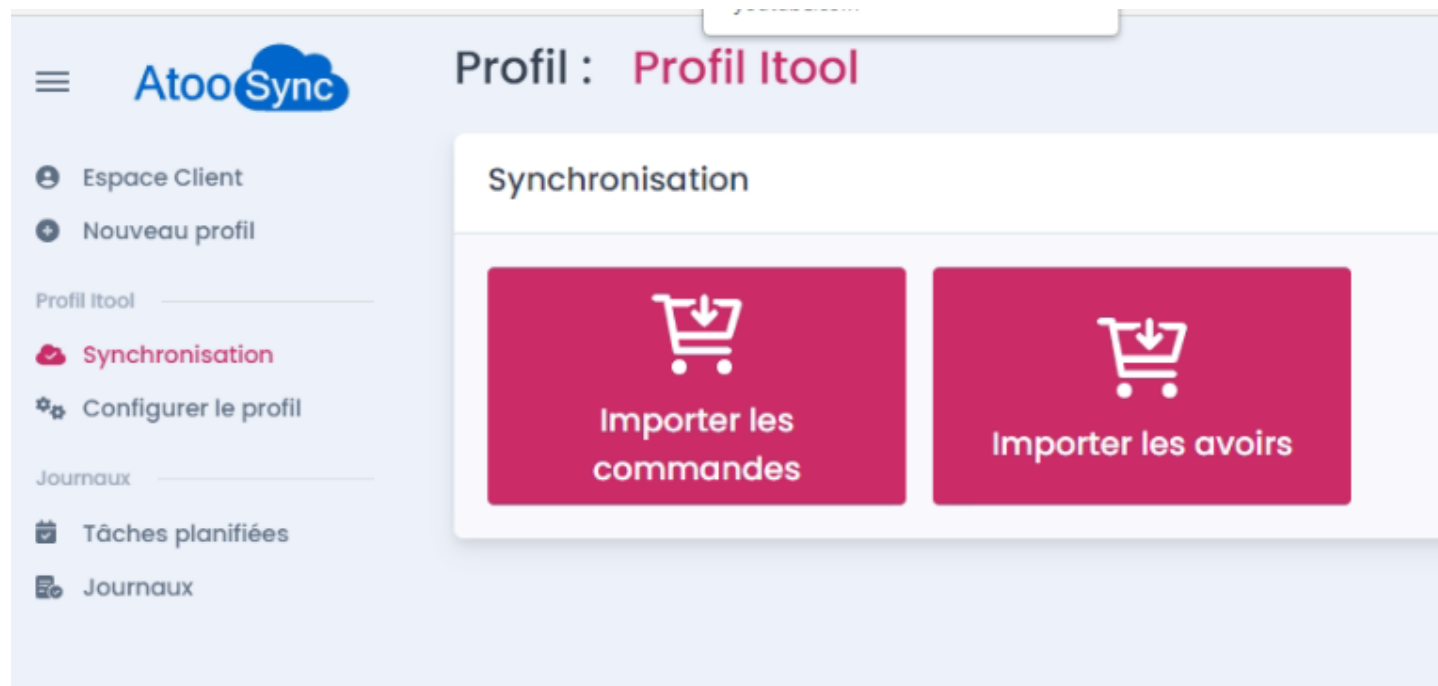 AtooSync
Profil : Profil Itool
Espace Client
Nouveau profil
Profil Itool
Synchronisation
Configurer le profil
Journaux
Tâches planifiées
Journaux
Synchronisation
Importer les
commandes
Importer les avoirs